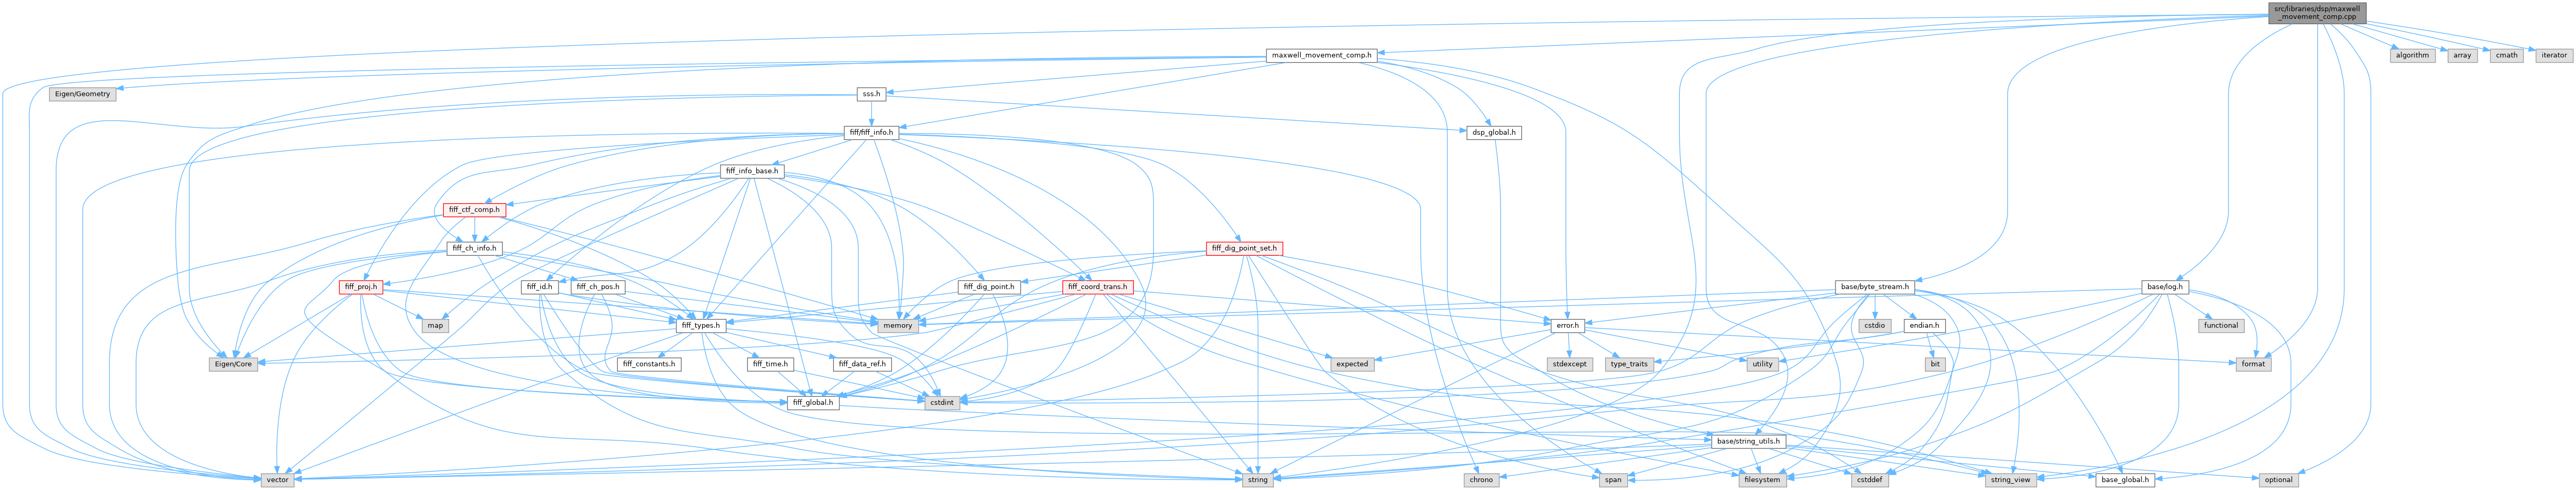 src/libraries/dsp/maxwell
_movement_comp.cpp
maxwell_movement_comp.h
algorithm
array
cmath
iterator
Eigen/Geometry
sss.h
fiff/fiff_info.h
dsp_global.h
fiff_info_base.h
fiff_ctf_comp.h
fiff_ch_info.h
fiff_dig_point_set.h
fiff_proj.h
fiff_id.h
fiff_ch_pos.h
fiff_dig_point.h
fiff_coord_trans.h
base/byte_stream.h
base/log.h
map
fiff_types.h
memory
error.h
cstdio
endian.h
functional
Eigen/Core
fiff_constants.h
fiff_time.h
fiff_data_ref.h
expected
stdexcept
type_traits
utility
bit
format
fiff_global.h
cstdint
base/string_utils.h
vector
string
chrono
span
filesystem
cstddef
string_view
base_global.h
optional